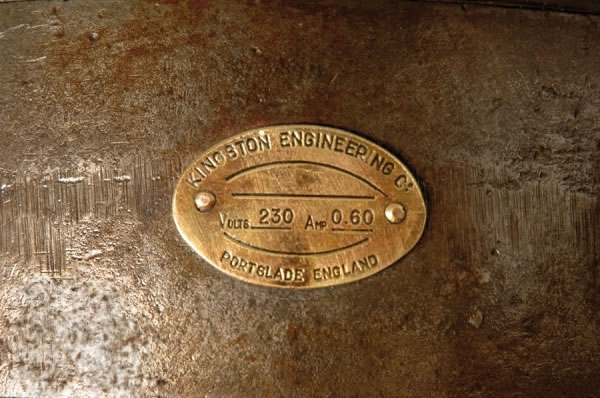 KINGSTON ENGINEERING Co.
VOLTS 230 AMP 0.60
PORTSLADE ENGLAND